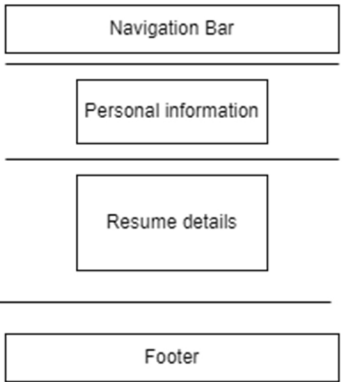 Navigation Bar
Personal information
Resume details
Footer